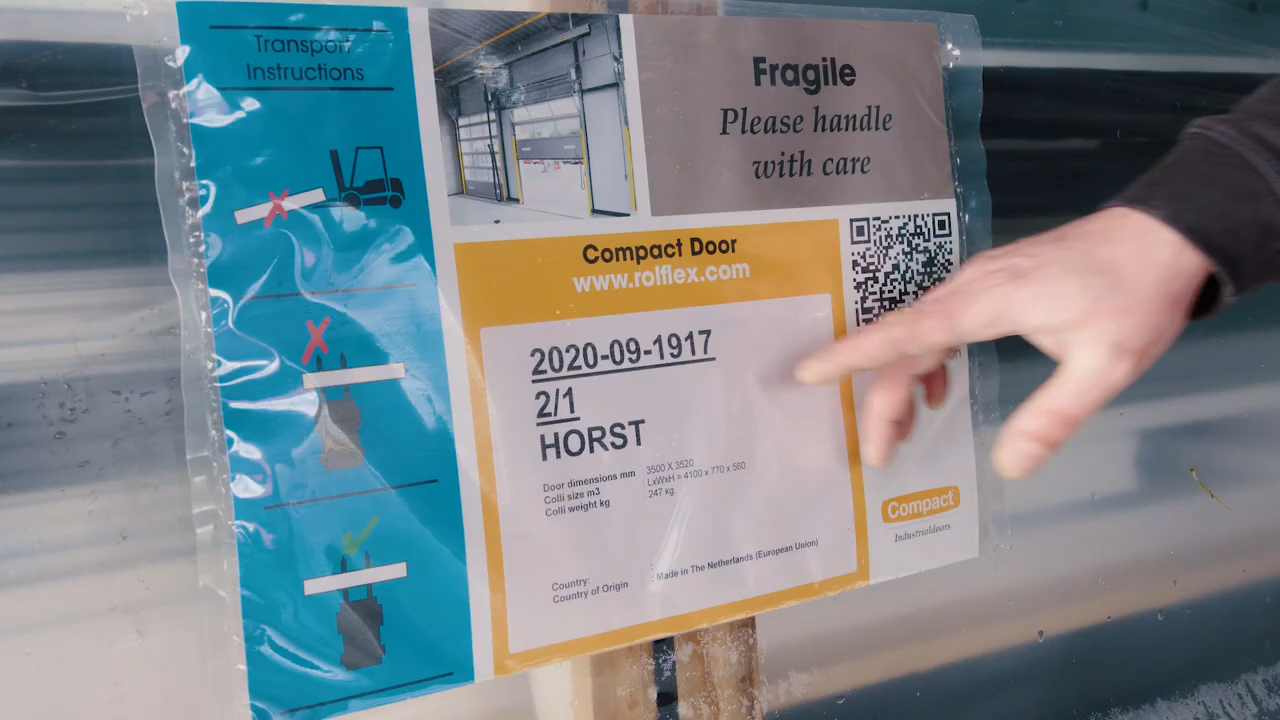 Transport
Instructions
Fragile
Please handle
with care
Compact Door
www.rolflex.com
2020-09-1917
2/1
HORST
Door dimensions mm : 3500 X 3520
Colli size m3 : LxWxH = 4100 x 770 x 560
Colli weight kg : 247 kg
Country: :
Country of Origin : Made in The Netherlands (European Union)
Compact
Industrialdoors